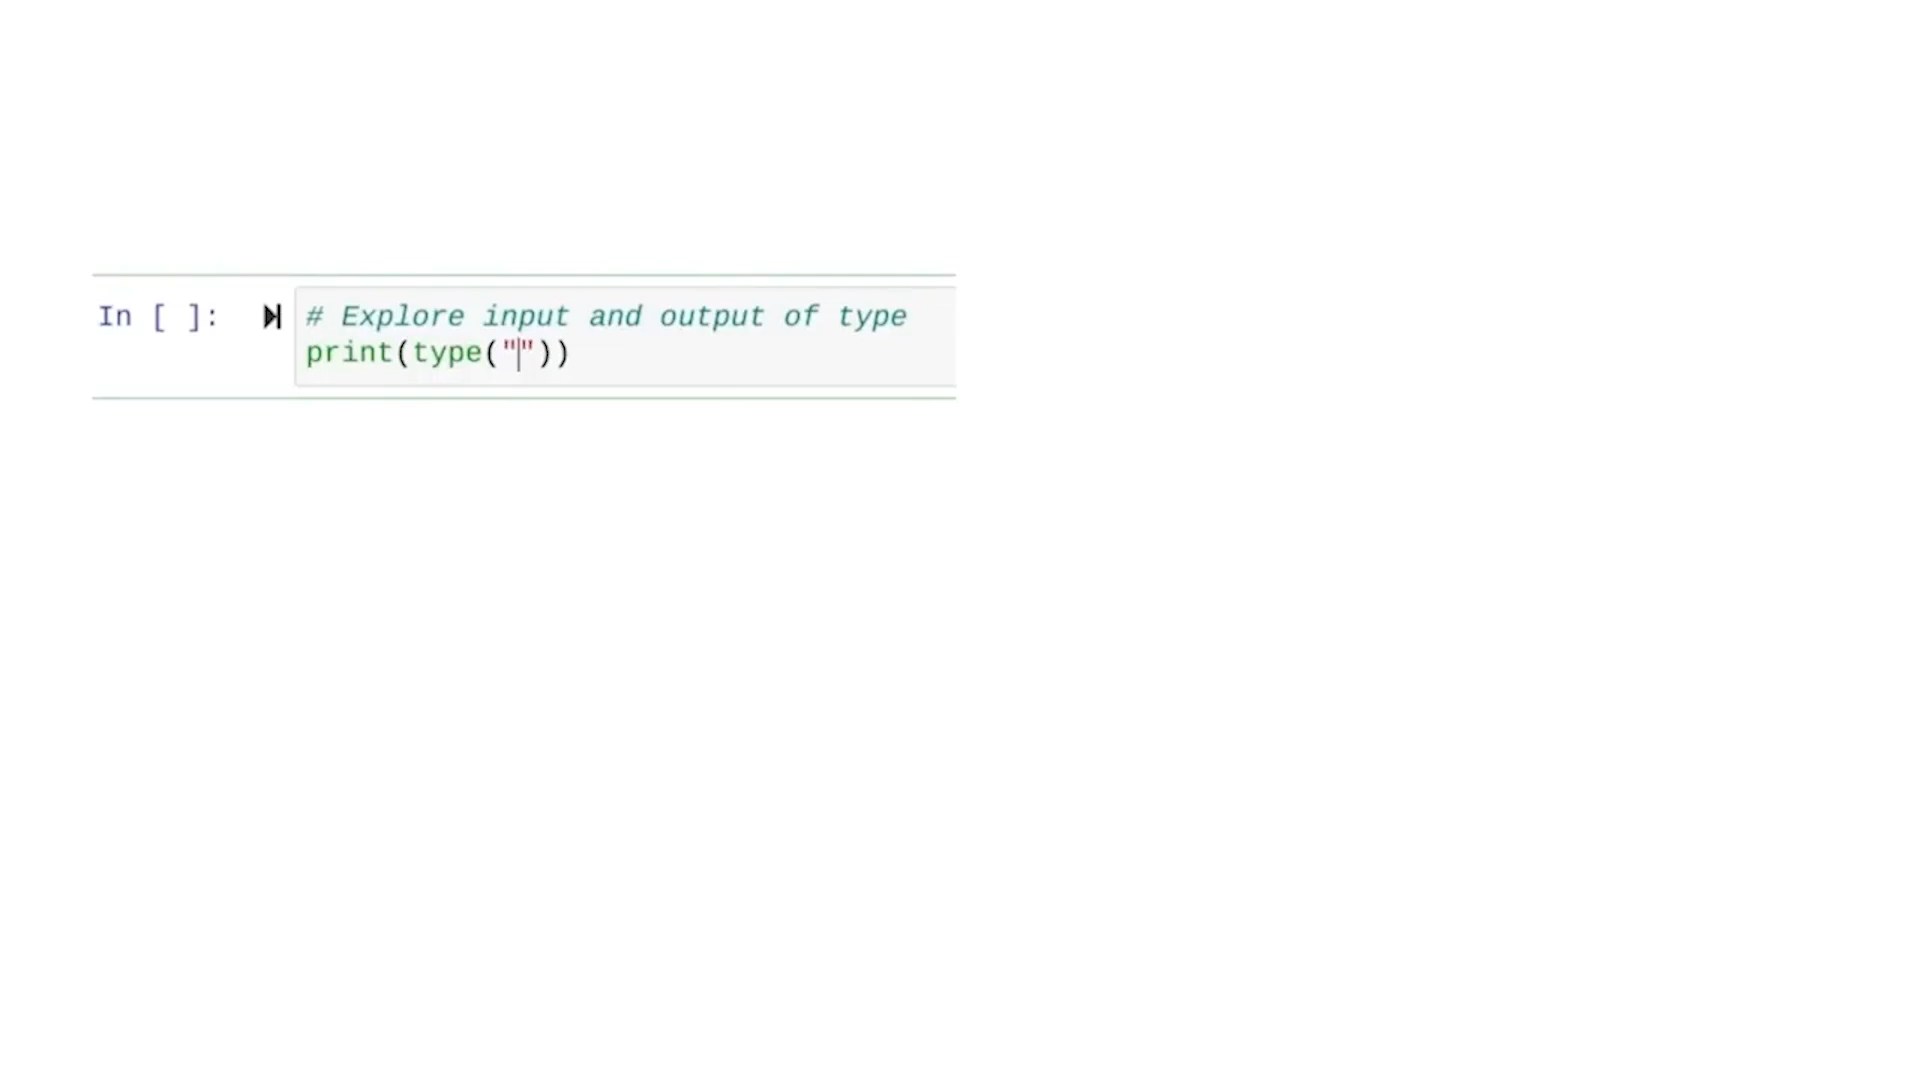 In [ ]: # Explore input and output of type
print(type(""))